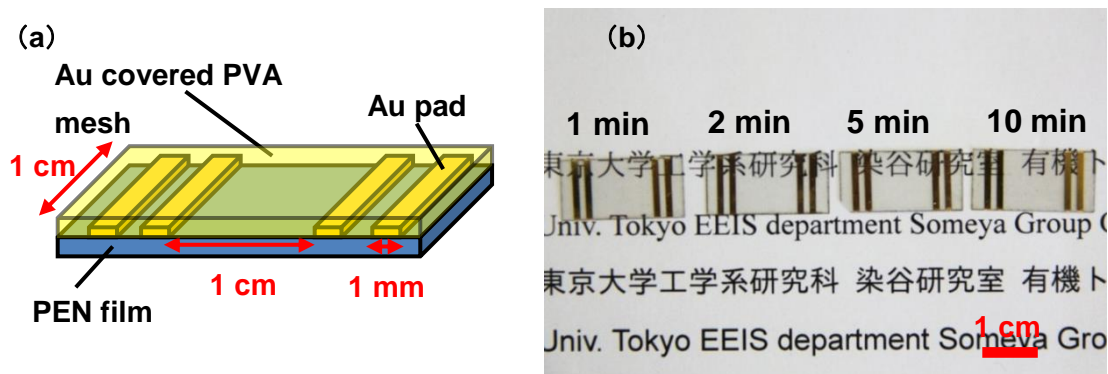 (a)
Au covered PVA
mesh
Au pad
1 cm
1 cm
1 mm
PEN film
(b)
1 min 2 min 5 min 10 min
東京大学工学系研究科 染谷研究室 有機ト
Univ. Tokyo EEIS department Someya Group
東京大学工学系研究科 染谷研究室 有機ト
Univ. Tokyo EEIS department Someya Gro
1 cm